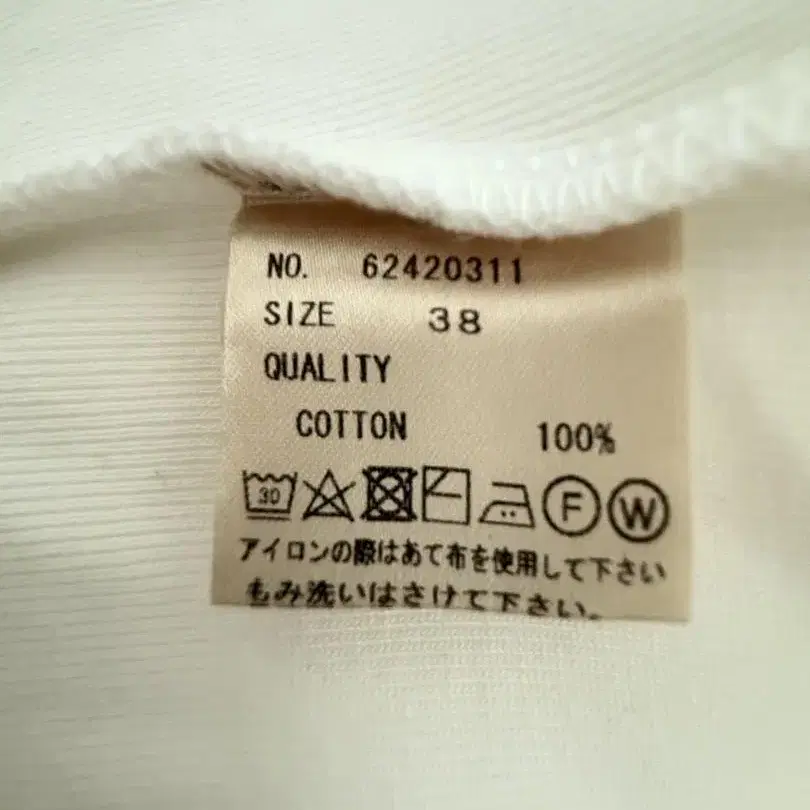 NO. 62420311
SIZE 38
QUALITY
COTTON 100%
30 F W
アイロンの際はあて布を使用して下さい
もみ洗いはさけて下さい。